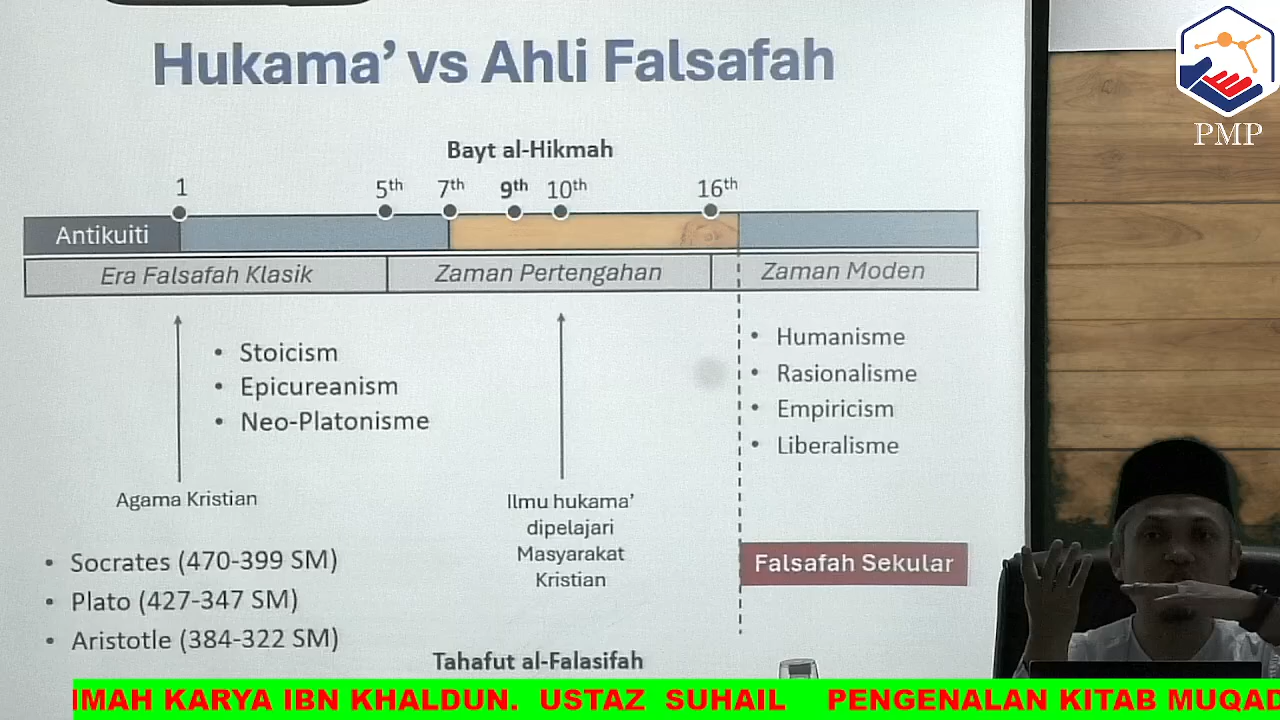 Hukama' vs Ahli Falsafah
PMP
Bayt al-Hikmah
1 5th 7th 9th 10th 16th
Antikuiti
Era Falsafah Klasik Zaman Pertengahan Zaman Moden
• Stoicism
• Epicureanism
• Neo-Platonisme
• Humanisme
• Rasionalisme
• Empiricism
• Liberalisme
Agama Kristian
Ilmu hukama'
dipelajari
Masyarakat
Kristian
Falsafah Sekular
• Socrates (470-399 SM)
• Plato (427-347 SM)
• Aristotle (384-322 SM)
Tahafut al-Falasifah
IMAH KARYA IBN KHALDUN. USTAZ SUHAIL PENGENALAN KITAB MUQAD